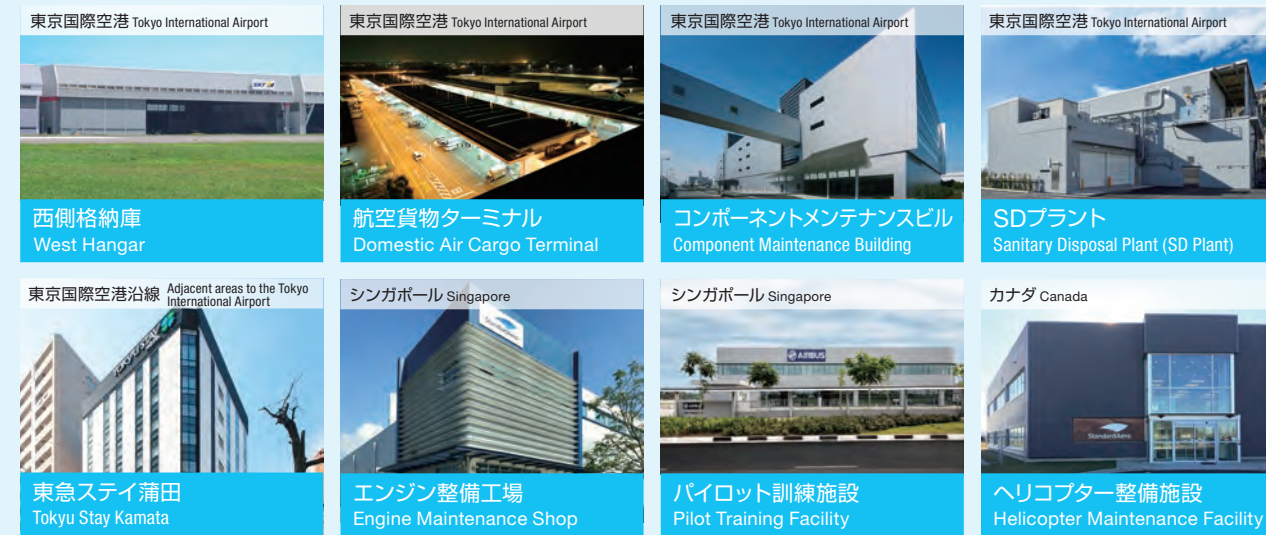 東京国際空港 Tokyo International Airport
SKY
西側格納庫
West Hangar
東京国際空港 Tokyo International Airport
航空貨物ターミナル
Domestic Air Cargo Terminal
東京国際空港 Tokyo International Airport
コンポーネントメンテナンスビル
Component Maintenance Building
東京国際空港 Tokyo International Airport
SDプラント
Sanitary Disposal Plant (SD Plant)
東京国際空港沿線 Adjacent areas to the Tokyo
International Airport
TOKYU STAY
東急ステイ蒲田
Tokyu Stay Kamata
シンガポール Singapore
StandardAero
エンジン整備工場
Engine Maintenance Shop
シンガポール Singapore
AIRBUS
パイロット訓練施設
Pilot Training Facility
カナダ Canada
StandardAero
ヘリコプター整備施設
Helicopter Maintenance Facility